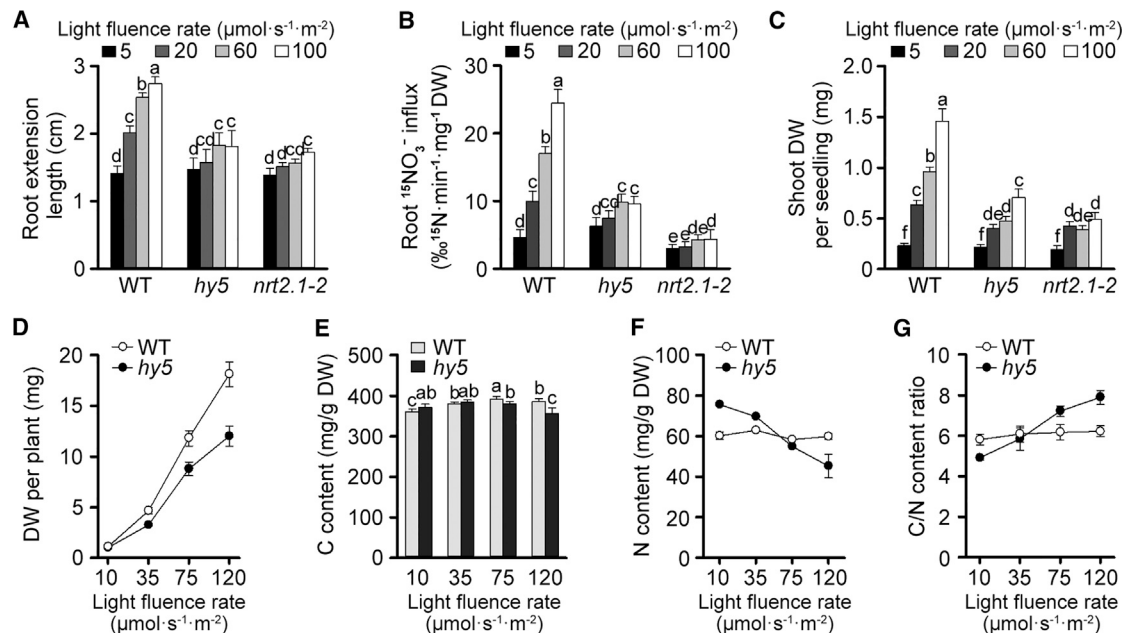 A
Light fluence rate (µmol·s⁻¹·m⁻²)
5 20 60 100
Root extension
length (cm)
3
2
1
0
d c b a
d cd c c
d d cd c
WT hy5 nrt2.1-2
B
Light fluence rate (µmol·s⁻¹·m⁻²)
5 20 60 100
Root ¹⁵NO₃⁻ influx
(‰¹⁵N·min⁻¹·mg⁻¹ DW)
30
20
10
0
d c b a
d cd c c
e e de d
WT hy5 nrt2.1-2
C
Light fluence rate (µmol·s⁻¹·m⁻²)
5 20 60 100
Shoot DW
per seedling (mg)
2.0
1.5
1.0
0.5
0
f c b a
f de d c
f d de d
WT hy5 nrt2.1-2
D
WT
hy5
DW per plant (mg)
20
15
10
5
0
10 35 75 120
Light fluence rate
(µmol·s⁻¹·m⁻²)
E
WT
hy5
C content (mg/g DW)
500
400
300
200
100
0
c ab b ab a b b c
10 35 75 120
Light fluence rate
(µmol·s⁻¹·m⁻²)
F
WT
hy5
N content (mg/g DW)
100
80
60
40
20
0
10 35 75 120
Light fluence rate
(µmol·s⁻¹·m⁻²)
G
WT
hy5
C/N content ratio
10
8
6
4
2
0
10 35 75 120
Light fluence rate
(µmol·s⁻¹·m⁻²)